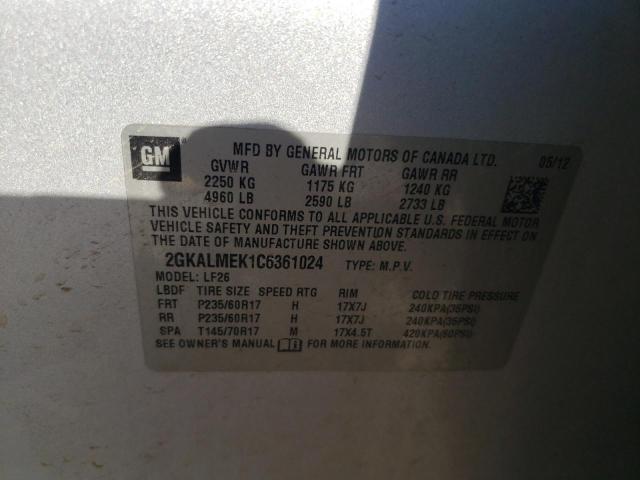 GM
MFD BY GENERAL MOTORS OF CANADA LTD. 05/12
GVWR GAWR FRT GAWR RR
2250 KG 1175 KG 1240 KG
4960 LB 2590 LB 2733 LB
THIS VEHICLE CONFORMS TO ALL APPLICABLE U.S. FEDERAL MOTOR
VEHICLE SAFETY AND THEFT PREVENTION STANDARDS IN EFFECT ON
THE DATE OF MANUFACTURE SHOWN ABOVE.
2GKALMEK1C6361024 TYPE: M.P.V.
MODEL: LF26
LBDF TIRE SIZE SPEED RTG RIM COLD TIRE PRESSURE
FRT P235/60R17 H 17X7J 240KPA(35PSI)
RR P235/60R17 H 17X7J 240KPA(35PSI)
SPA T145/70R17 M 17X4.5T 420KPA(60PSI)
SEE OWNER'S MANUAL FOR MORE INFORMATION